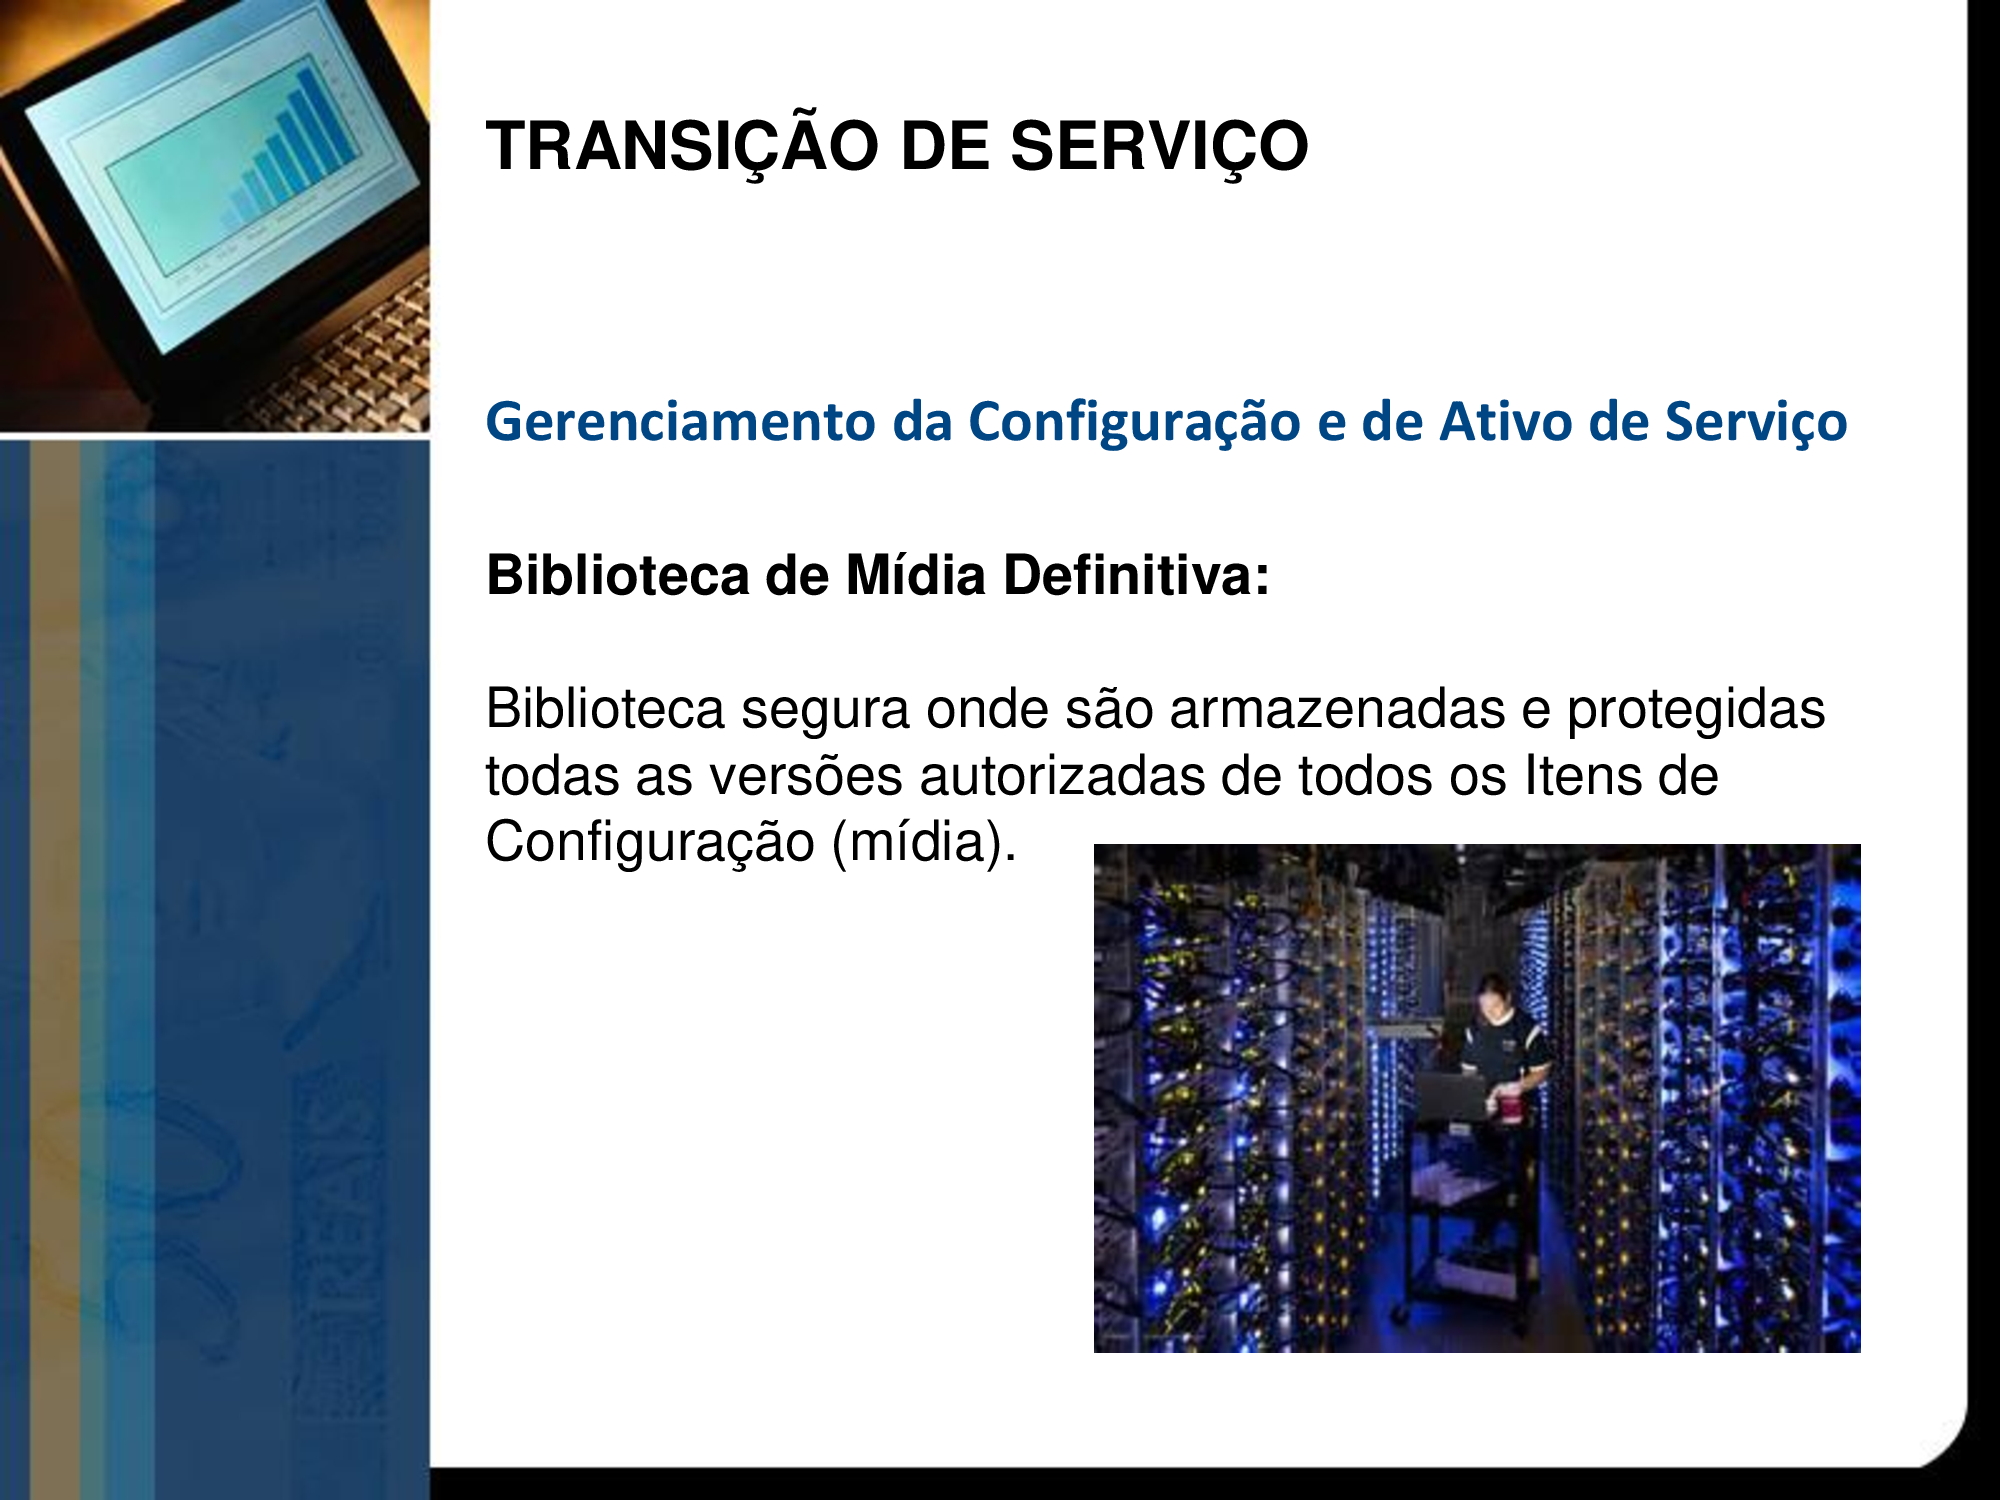 TRANSIÇÃO DE SERVIÇO
Gerenciamento da Configuração e de Ativo de Serviço
Biblioteca de Mídia Definitiva:
Biblioteca segura onde são armazenadas e protegidas
todas as versões autorizadas de todos os Itens de
Configuração (mídia).
REAIS